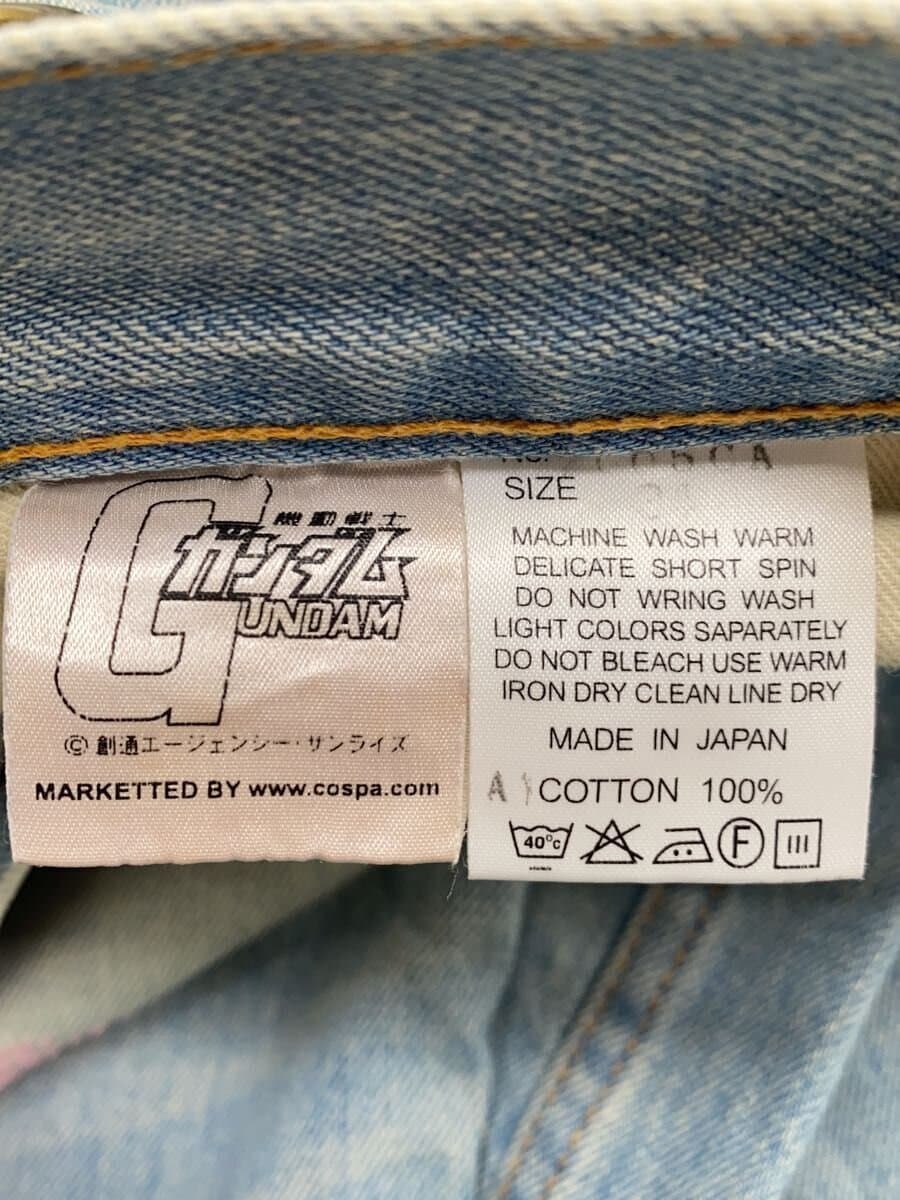 機動戦士
ガンダム
GUNDAM
© 創通エージェンシー・サンライズ
MARKETTED BY www.cospa.com
SIZE
MACHINE WASH WARM
DELICATE SHORT SPIN
DO NOT WRING WASH
LIGHT COLORS SAPARATELY
DO NOT BLEACH USE WARM
IRON DRY CLEAN LINE DRY
MADE IN JAPAN
COTTON 100%
40°C
F